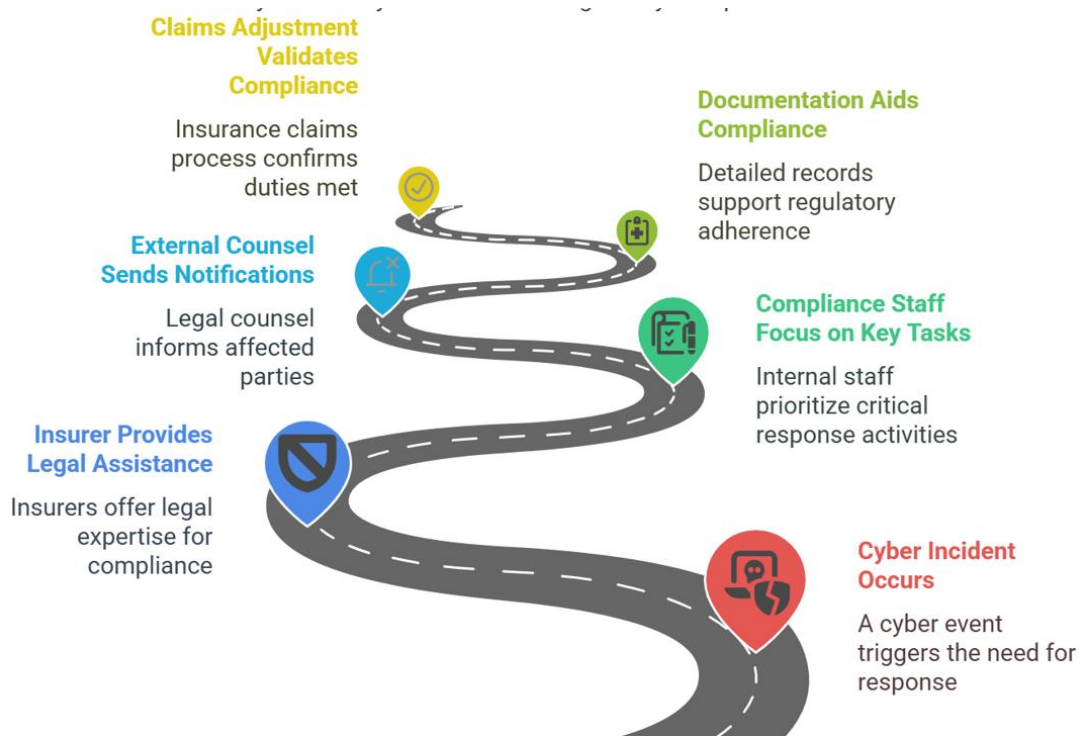 Claims Adjustment
Validates
Compliance
Insurance claims
process confirms
duties met
Documentation Aids
Compliance
Detailed records
support regulatory
adherence
External Counsel
Sends Notifications
Legal counsel
informs affected
parties
Compliance Staff
Focus on Key Tasks
Internal staff
prioritize critical
response activities
Insurer Provides
Legal Assistance
Insurers offer legal
expertise for
compliance
Cyber Incident
Occurs
A cyber event
triggers the need for
response